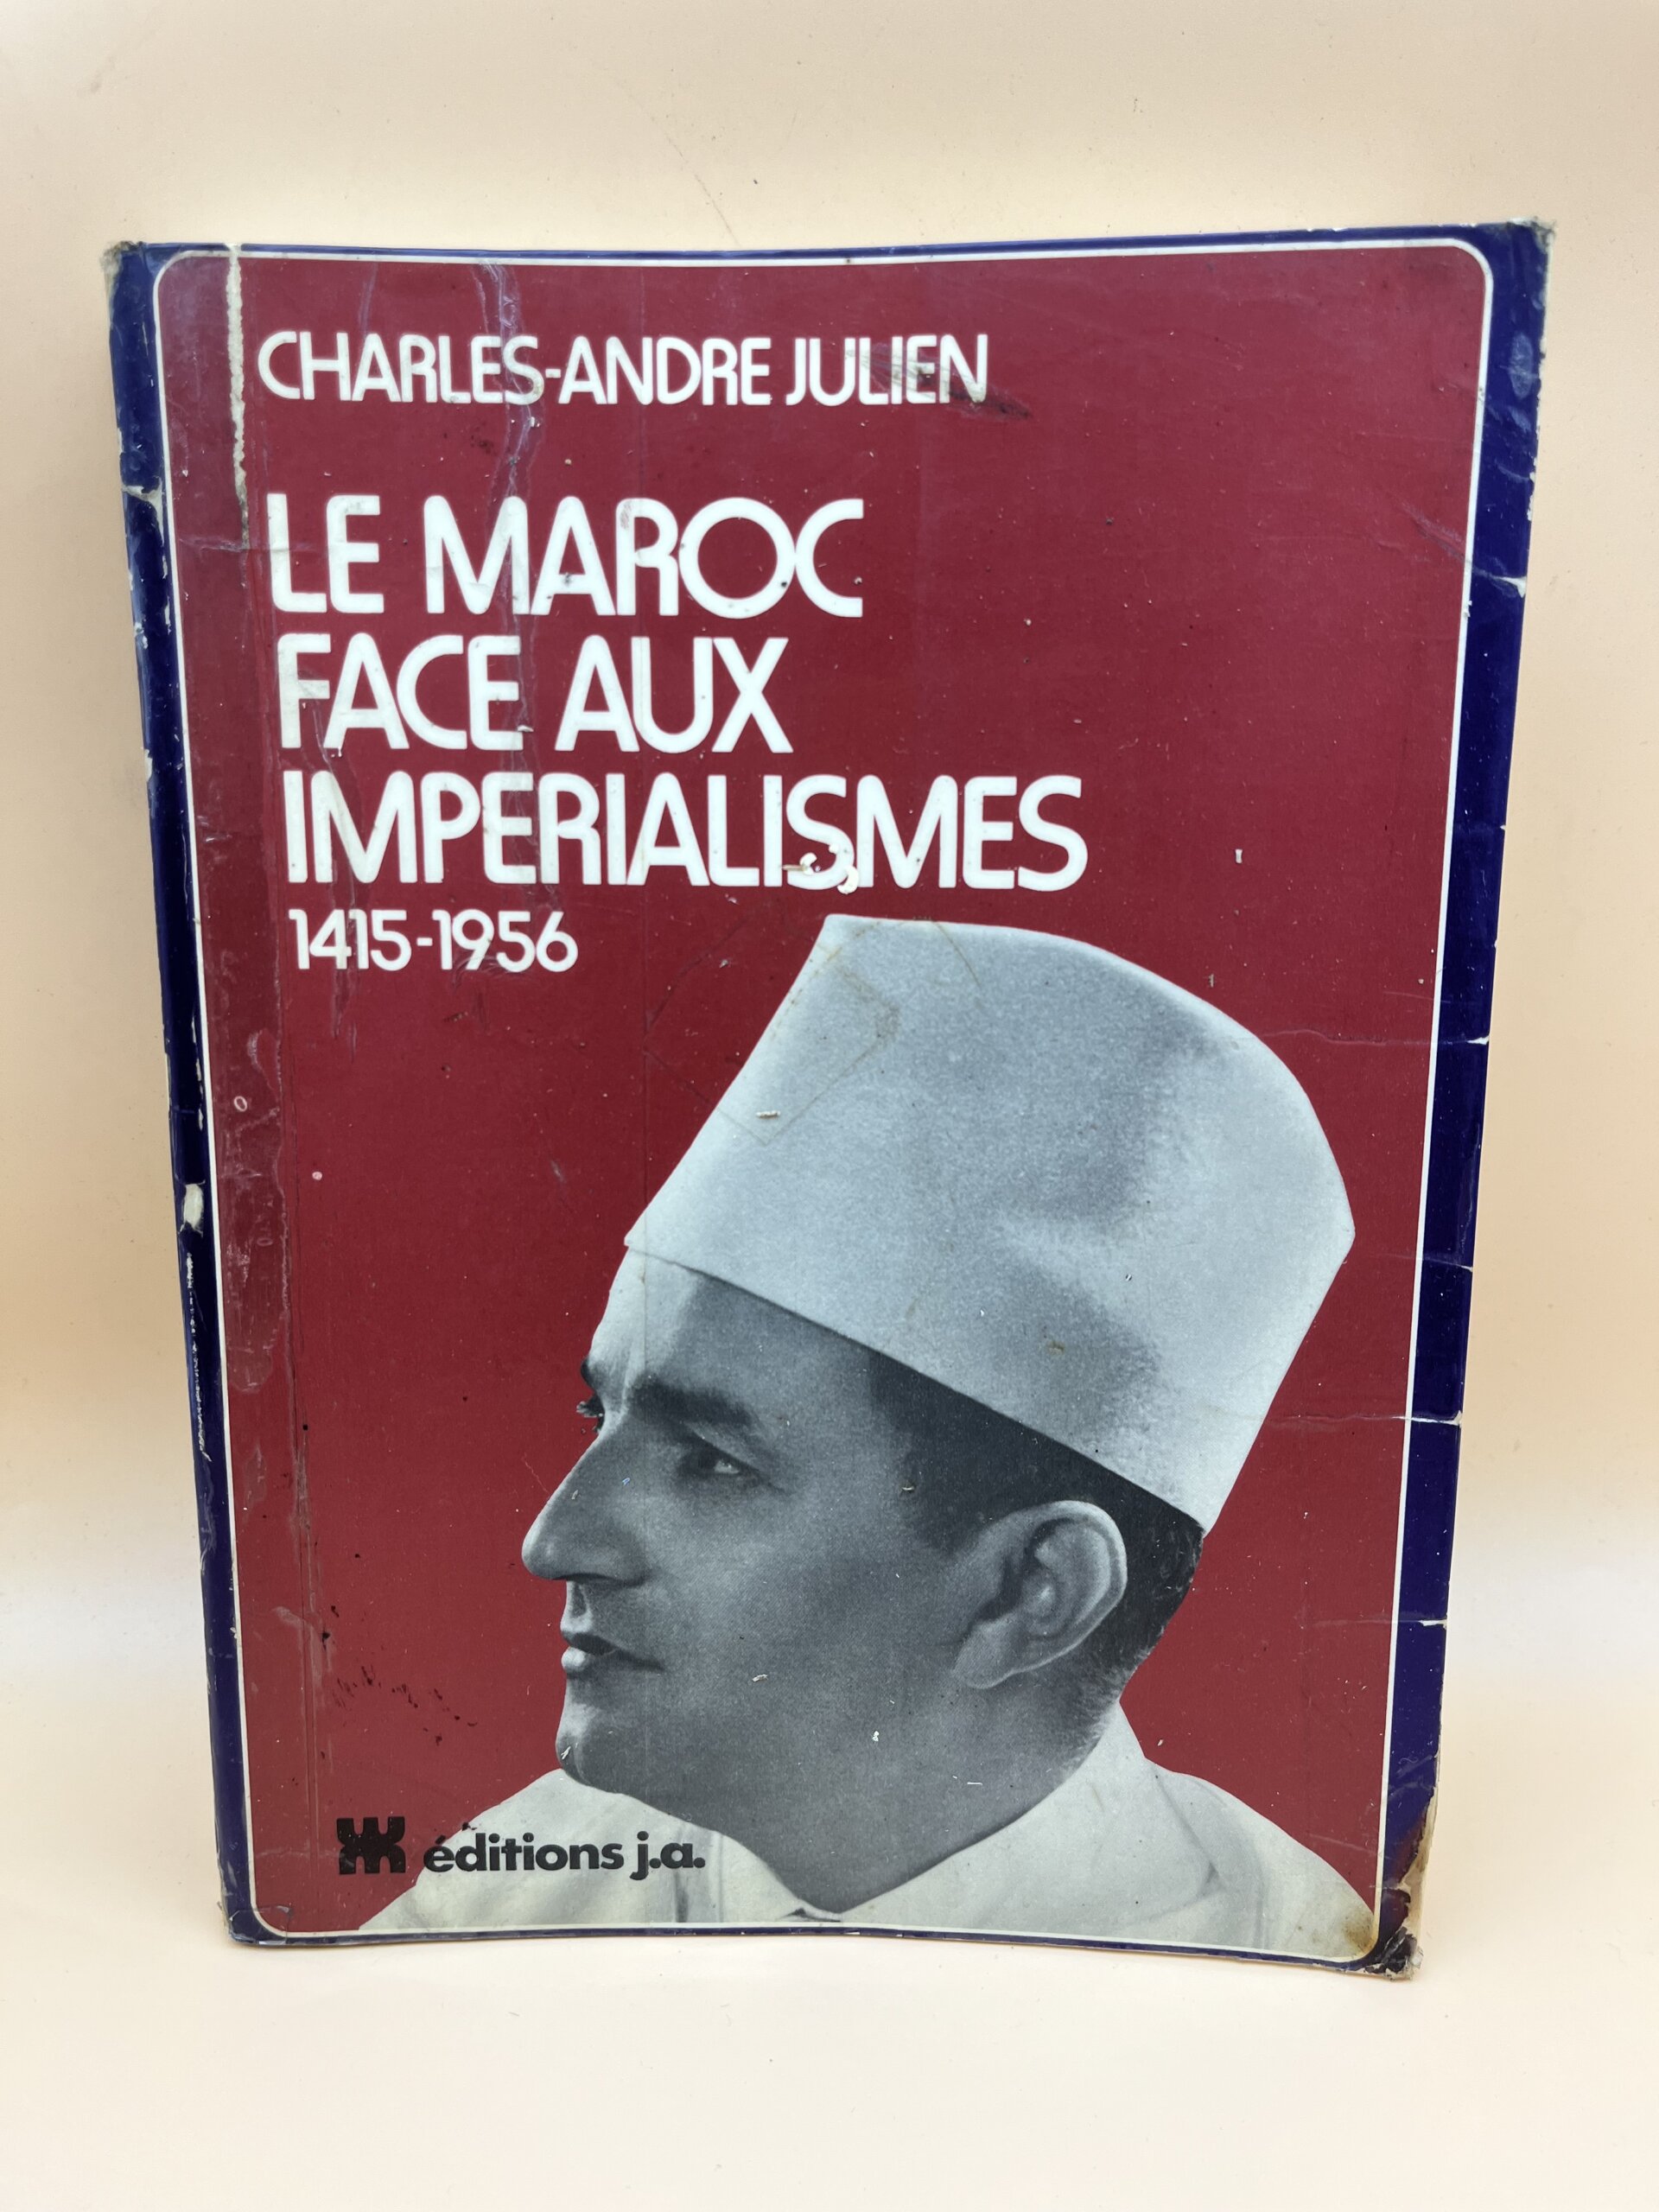 CHARLES-ANDRE JULIEN
LE MAROC
FACE AUX
IMPERIALISMES
1415-1956
éditions j.a.